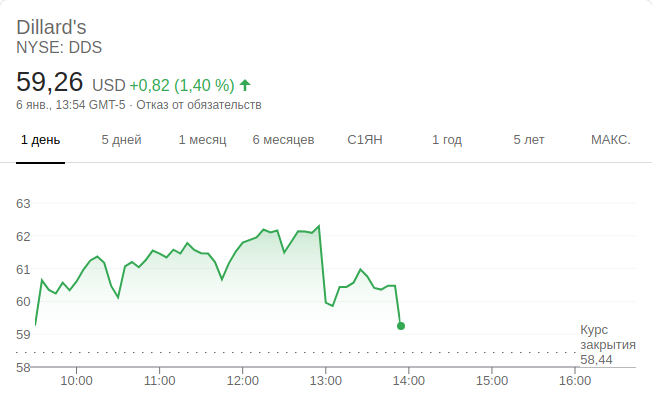 Dillard's
NYSE: DDS
59,26 USD +0,82 (1,40 %)
6 янв., 13:54 GMT-5 · Отказ от обязательств
1 день 5 дней 1 месяц 6 месяцев С1ЯН 1 год 5 лет МАКС.
63
62
61
60
59
Курс
закрытия
58,44
58
10:00 11:00 12:00 13:00 14:00 15:00 16:00